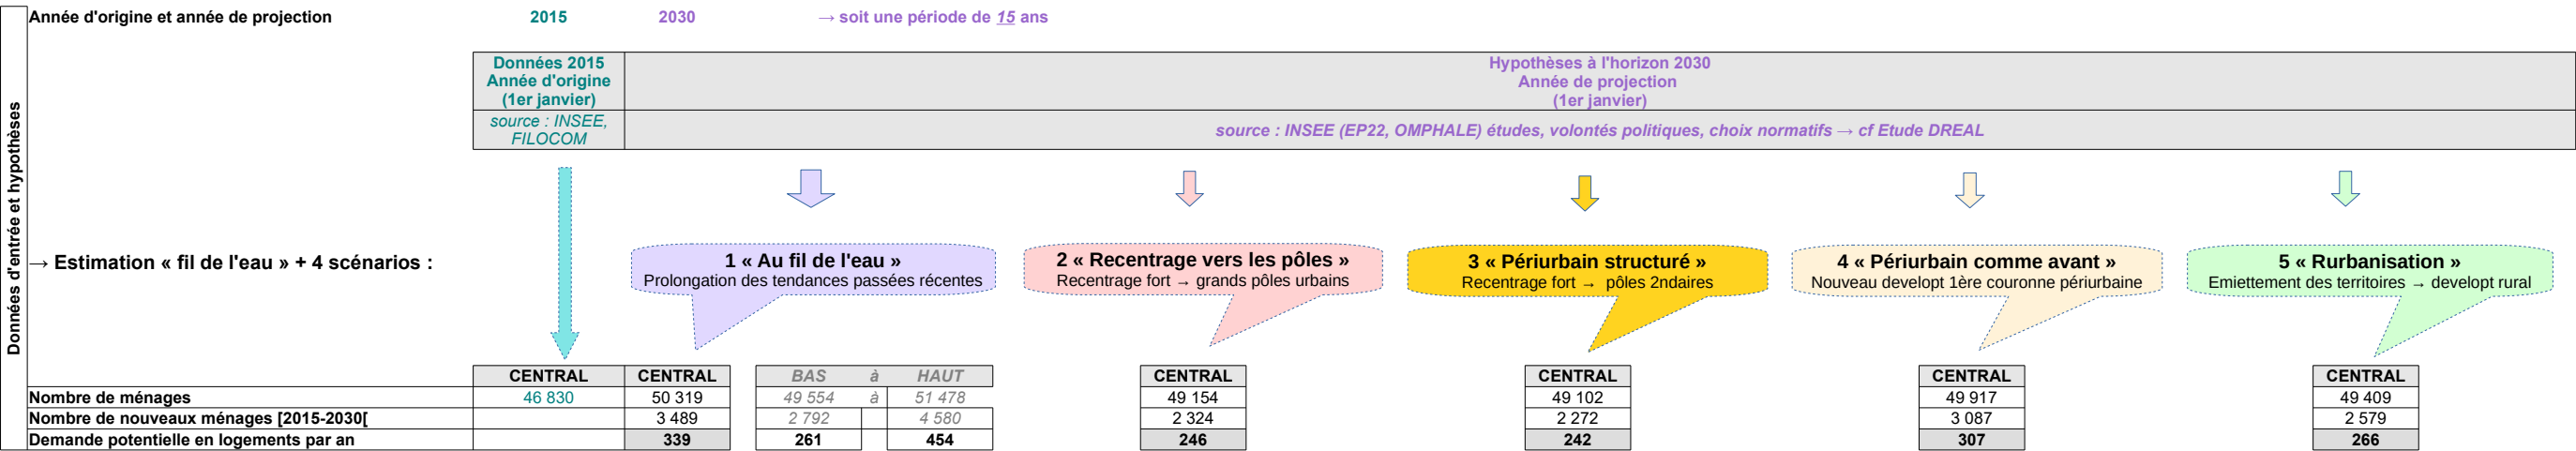 Année d'origine et année de projection 2015 2030 → soit une période de 15 ans
Données d'entrée et hypothèses
Données 2015
Année d'origine
(1er janvier)
Hypothèses à l'horizon 2030
Année de projection
(1er janvier)
source : INSEE,
FILOCOM
source : INSEE (EP22, OMPHALE) études, volontés politiques, choix normatifs → cf Etude DREAL
→ Estimation « fil de l'eau » + 4 scénarios :
1 « Au fil de l'eau »
Prolongation des tendances passées récentes
2 « Recentrage vers les pôles »
Recentrage fort → grands pôles urbains
3 « Périurbain structuré »
Recentrage fort → pôles 2ndaires
4 « Périurbain comme avant »
Nouveau developt 1ère couronne périurbaine
5 « Rurbanisation »
Emiettement des territoires → developt rural
CENTRAL CENTRAL BAS à HAUT CENTRAL CENTRAL CENTRAL CENTRAL
Nombre de ménages 46 830 50 319 49 554 à 51 478 49 154 49 102 49 917 49 409
Nombre de nouveaux ménages [2015-2030[ 3 489 2 792 4 580 2 324 2 272 3 087 2 579
Demande potentielle en logements par an 339 261 454 246 242 307 266